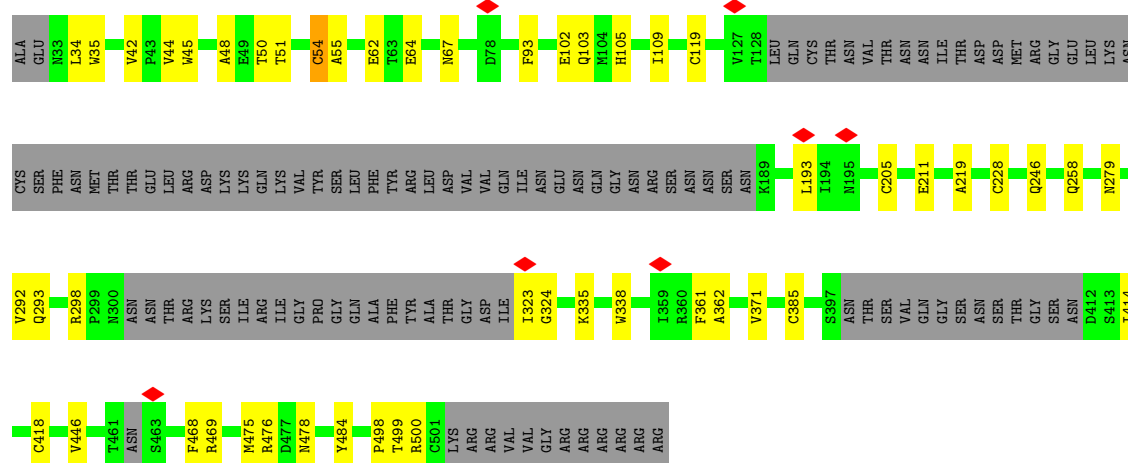 ALA GLU N33 L34 W35 V42 P43 V44 W45 A48 E49 T50 T51 C54 A55 E62 T63 E64 N67 D78 F93 E102 Q103 M104 H105 I109 C119 V127 T128 LEU GLN CYS THR ASN VAL THR ASN ASN ILE THR ASP ASP MET ARG GLY GLU LEU LYS ASN
CYS SER PHE ASN MET THR THR GLU LEU ARG ASP LYS LYS GLN LYS VAL TYR SER LEU PHE TYR ARG LEU ASP VAL VAL GLN ILE ASN GLU ASN GLN GLY ASN ARG SER ASN ASN SER ASN K189 L193 I194 N195 C205 E211 A219 C228 Q246 Q258 N279
V292 Q293 R298 P299 N300 ASN ASN THR ARG LYS SER ILE ARG ILE GLY PRO GLY GLN ALA PHE TYR ALA THR GLY ASP ILE I323 G324 K335 W338 I359 R360 F361 A362 V371 C385 S397 ASN THR SER VAL GLN GLY SER ASN SER THR GLY SER ASN D412 S413 I414
C418 V446 T461 ASN S463 F468 R469 M475 R476 D477 N478 Y484 P498 T499 R500 C501 LYS ARG ARG VAL VAL GLY ARG ARG ARG ARG ARG ARG